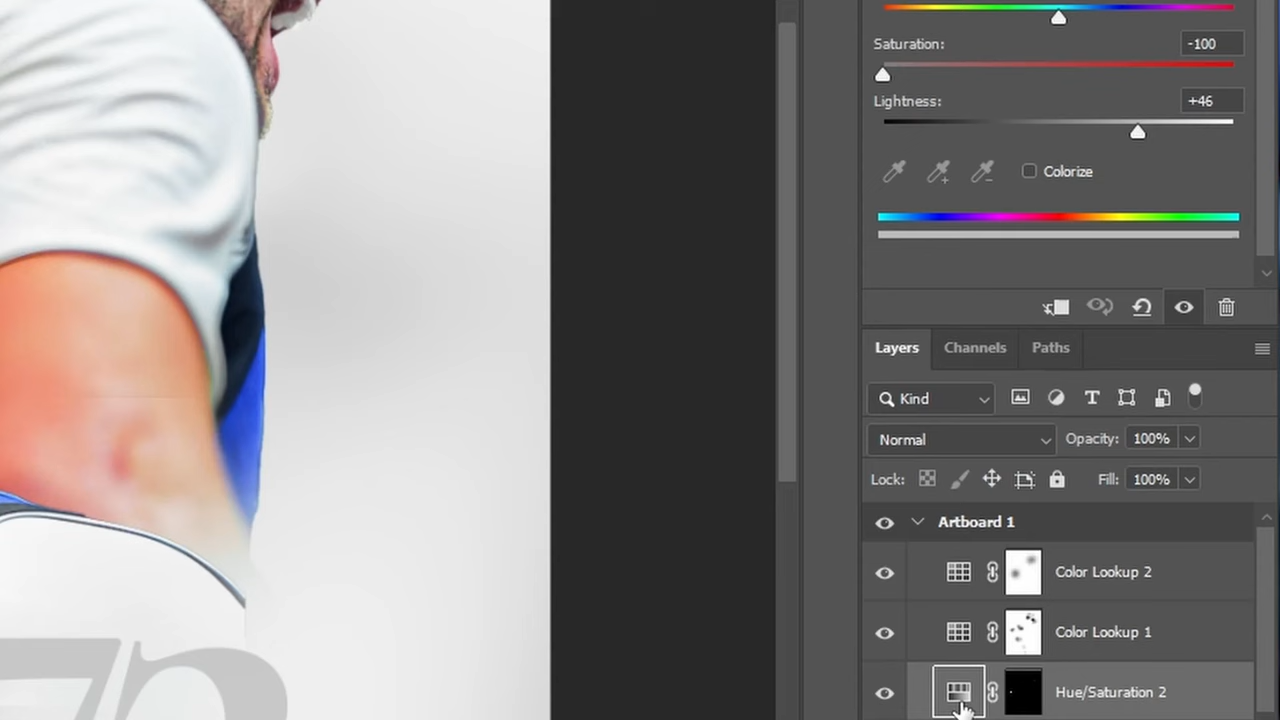 Saturation: -100
Lightness: +46
Colorize
Layers Channels Paths
Kind
Normal Opacity: 100%
Lock: Fill: 100%
Artboard 1
Color Lookup 2
Color Lookup 1
Hue/Saturation 2